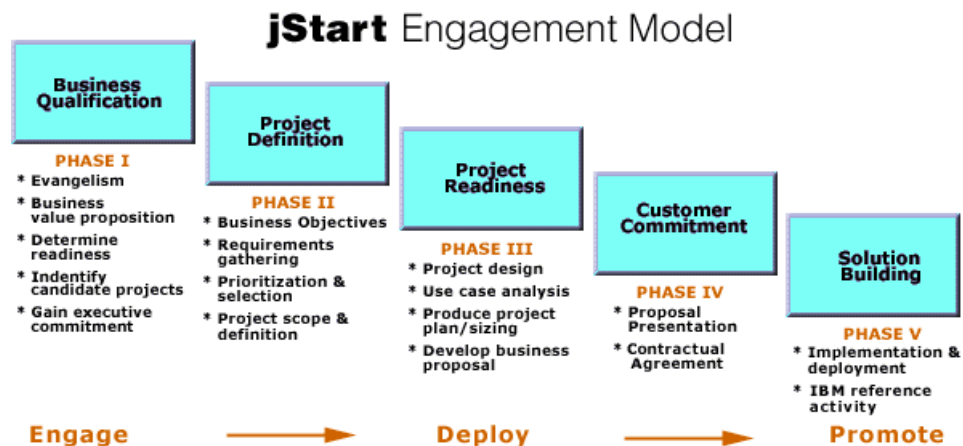 jStart Engagement Model
Business
Qualification
PHASE I
* Evangelism
* Business
value proposition
* Determine
readiness
* Indentify
candidate projects
* Gain executive
commitment
Project
Definition
PHASE II
* Business Objectives
* Requirements
gathering
* Prioritization &
selection
* Project scope &
definition
Project
Readiness
PHASE III
* Project design
* Use case analysis
* Produce project
plan/sizing
* Develop business
proposal
Customer
Commitment
PHASE IV
* Proposal
Presentation
* Contractual
Agreement
Solution
Building
PHASE V
* Implementation &
deployment
* IBM reference
activity
Engage
Deploy
Promote